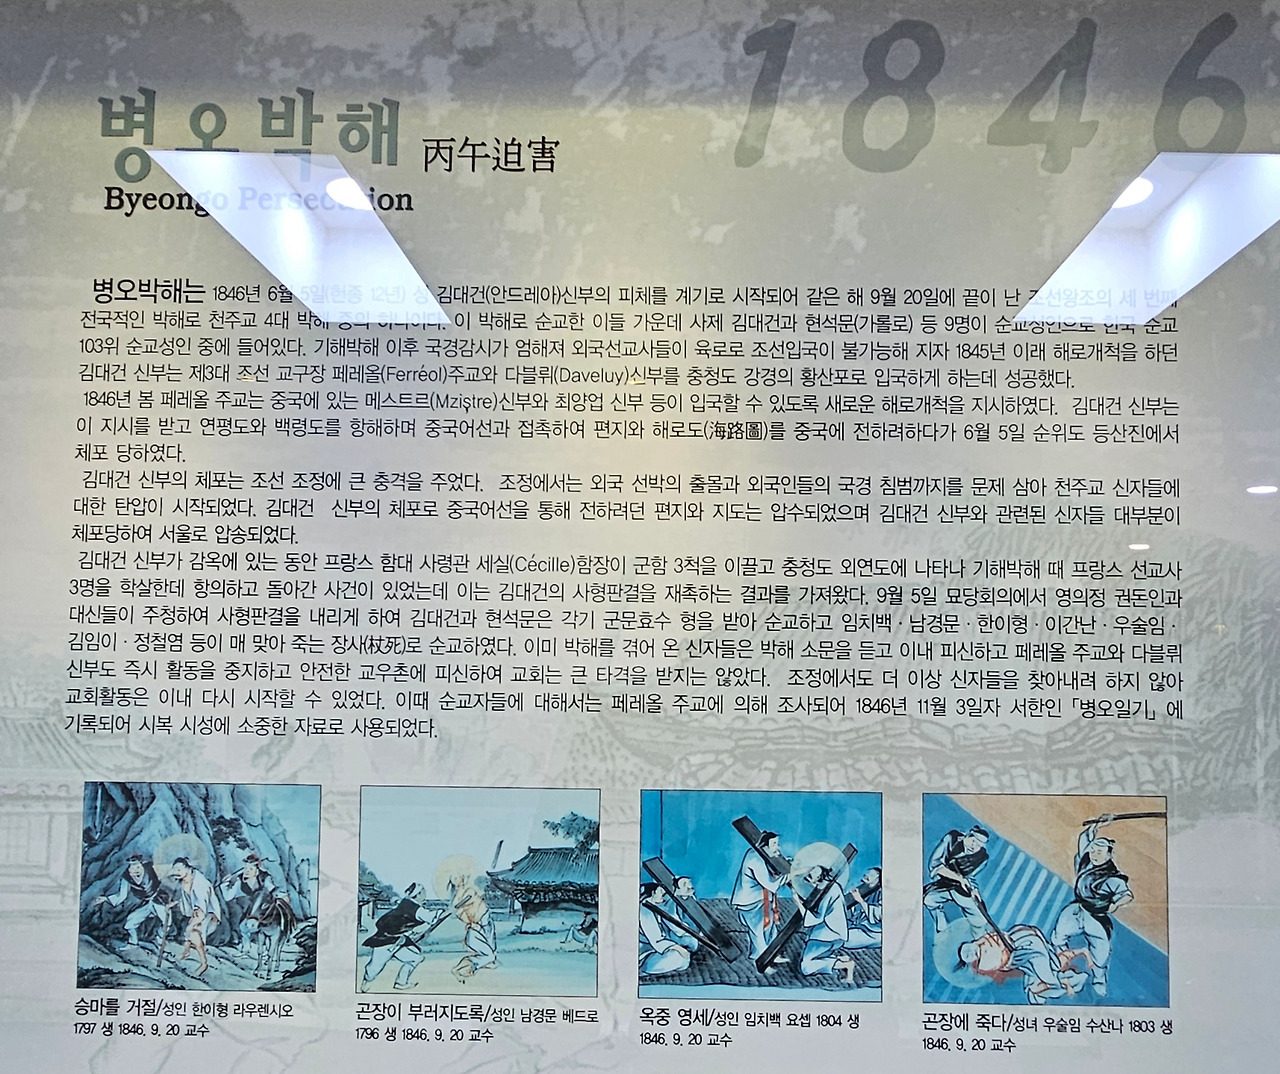 1846
병오박해 丙午迫害
Byeongo Persecution
병오박해는 1846년 6월 5일(헌종 12년) 성 김대건(안드레아)신부의 피체를 계기로 시작되어 같은 해 9월 20일에 끝이 난 조선왕조의 세 번째
전국적인 박해로 천주교 4대 박해 중의 하나이다. 이 박해로 순교한 이들 가운데 사제 김대건과 현석문(가롤로) 등 9명이 순교성인으로 한국 순교
103위 순교성인 중에 들어있다. 기해박해 이후 국경감시가 엄해져 외국선교사들이 육로로 조선입국이 불가능해 지자 1845년 이래 해로개척을 하던
김대건 신부는 제3대 조선 교구장 페레올(Ferréol)주교와 다블뤼(Daveluy)신부를 충청도 강경의 황산포로 입국하게 하는데 성공했다.
1846년 봄 페레올 주교는 중국에 있는 메스트르(Mziștre)신부와 최양업 신부 등이 입국할 수 있도록 새로운 해로개척을 지시하였다. 김대건 신부는
이 지시를 받고 연평도와 백령도를 항해하며 중국어선과 접촉하여 편지와 해로도(海路圖)를 중국에 전하려하다가 6월 5일 순위도 등산진에서
체포 당하였다.
김대건 신부의 체포는 조선 조정에 큰 충격을 주었다. 조정에서는 외국 선박의 출몰과 외국인들의 국경 침범까지를 문제 삼아 천주교 신자들에
대한 탄압이 시작되었다. 김대건 신부의 체포로 중국어선을 통해 전하려던 편지와 지도는 압수되었으며 김대건 신부와 관련된 신자들 대부분이
체포당하여 서울로 압송되었다.
김대건 신부가 감옥에 있는 동안 프랑스 함대 사령관 세실(Cécille)함장이 군함 3척을 이끌고 충청도 외연도에 나타나 기해박해 때 프랑스 선교사
3명을 학살한데 항의하고 돌아간 사건이 있었는데 이는 김대건의 사형판결을 재촉하는 결과를 가져왔다. 9월 5일 묘당회의에서 영의정 권돈인과
대신들이 주청하여 사형판결을 내리게 하여 김대건과 현석문은 각기 군문효수 형을 받아 순교하고 임치백·남경문·한이형·이간난·우술임·
김임이·정철염 등이 매 맞아 죽는 장사(杖死)로 순교하였다. 이미 박해를 겪어 온 신자들은 박해 소문을 듣고 이내 피신하고 페레올 주교와 다블뤼
신부도 즉시 활동을 중지하고 안전한 교우촌에 피신하여 교회는 큰 타격을 받지는 않았다. 조정에서도 더 이상 신자들을 찾아내려 하지 않아
교회활동은 이내 다시 시작할 수 있었다. 이때 순교자들에 대해서는 페레올 주교에 의해 조사되어 1846년 11월 3일자 서한인 「병오일기」에
기록되어 시복 시성에 소중한 자료로 사용되었다.
승마를 거절/성인 한이형 라우렌시오
1797 생 1846. 9. 20 교수
곤장이 부러지도록/성인 남경문 베드로
1796 생 1846. 9. 20 교수
옥중 영세/성인 임치백 요셉 1804 생
1846. 9. 20 교수
곤장에 죽다/성녀 우술임 수산나 1803 생
1846. 9. 20 교수